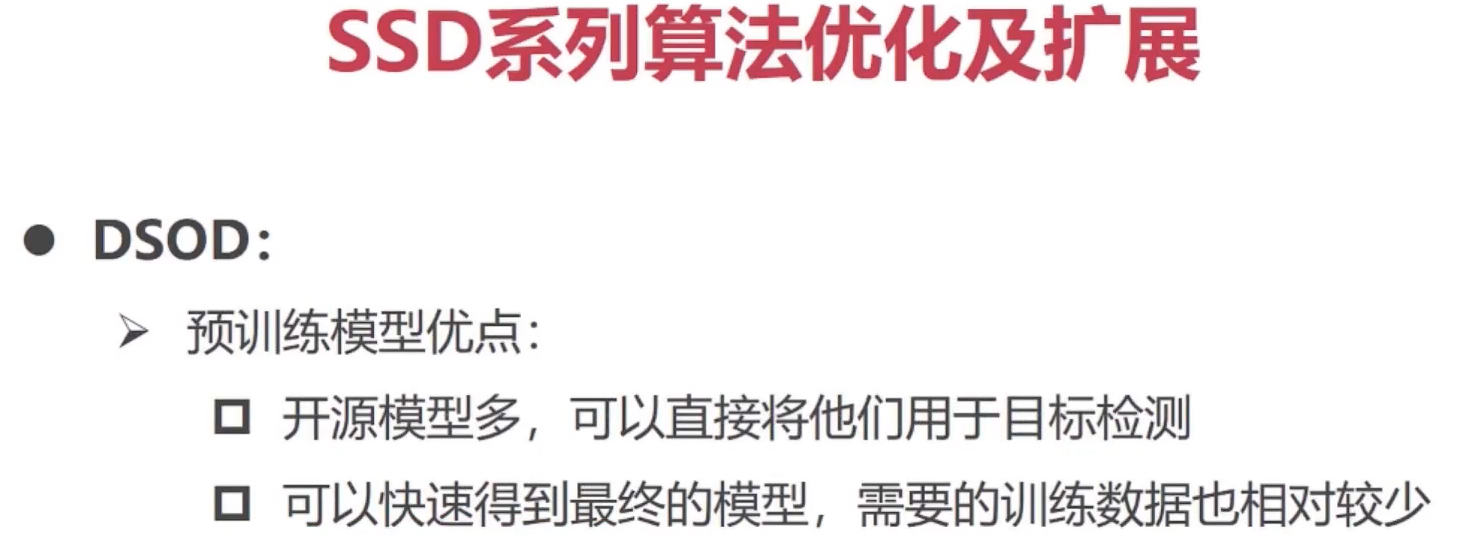 SSD系列算法优化及扩展
DSOD：
预训练模型优点：
开源模型多，可以直接将他们用于目标检测
可以快速得到最终的模型，需要的训练数据也相对较少